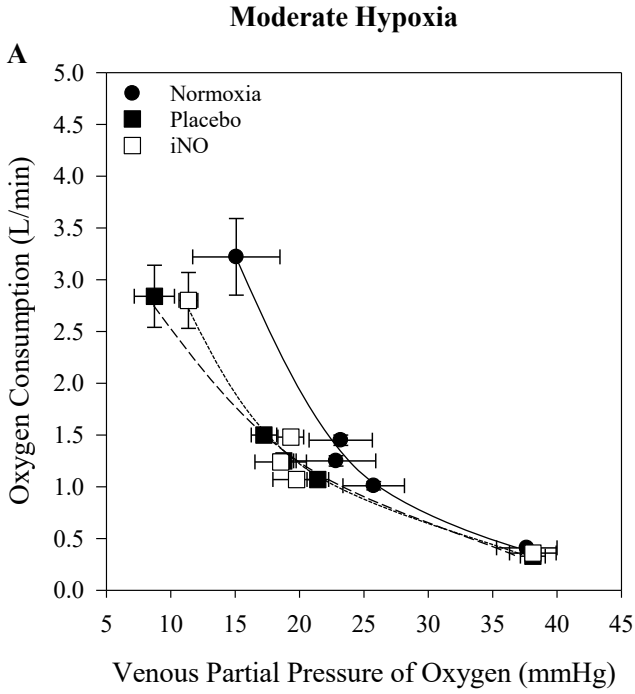 Moderate Hypoxia
A
5.0
4.5
4.0
3.5
3.0
2.5
2.0
1.5
1.0
0.5
0.0
Oxygen Consumption (L/min)
Normoxia
Placebo
iNO
5 10 15 20 25 30 35 40 45
Venous Partial Pressure of Oxygen (mmHg)